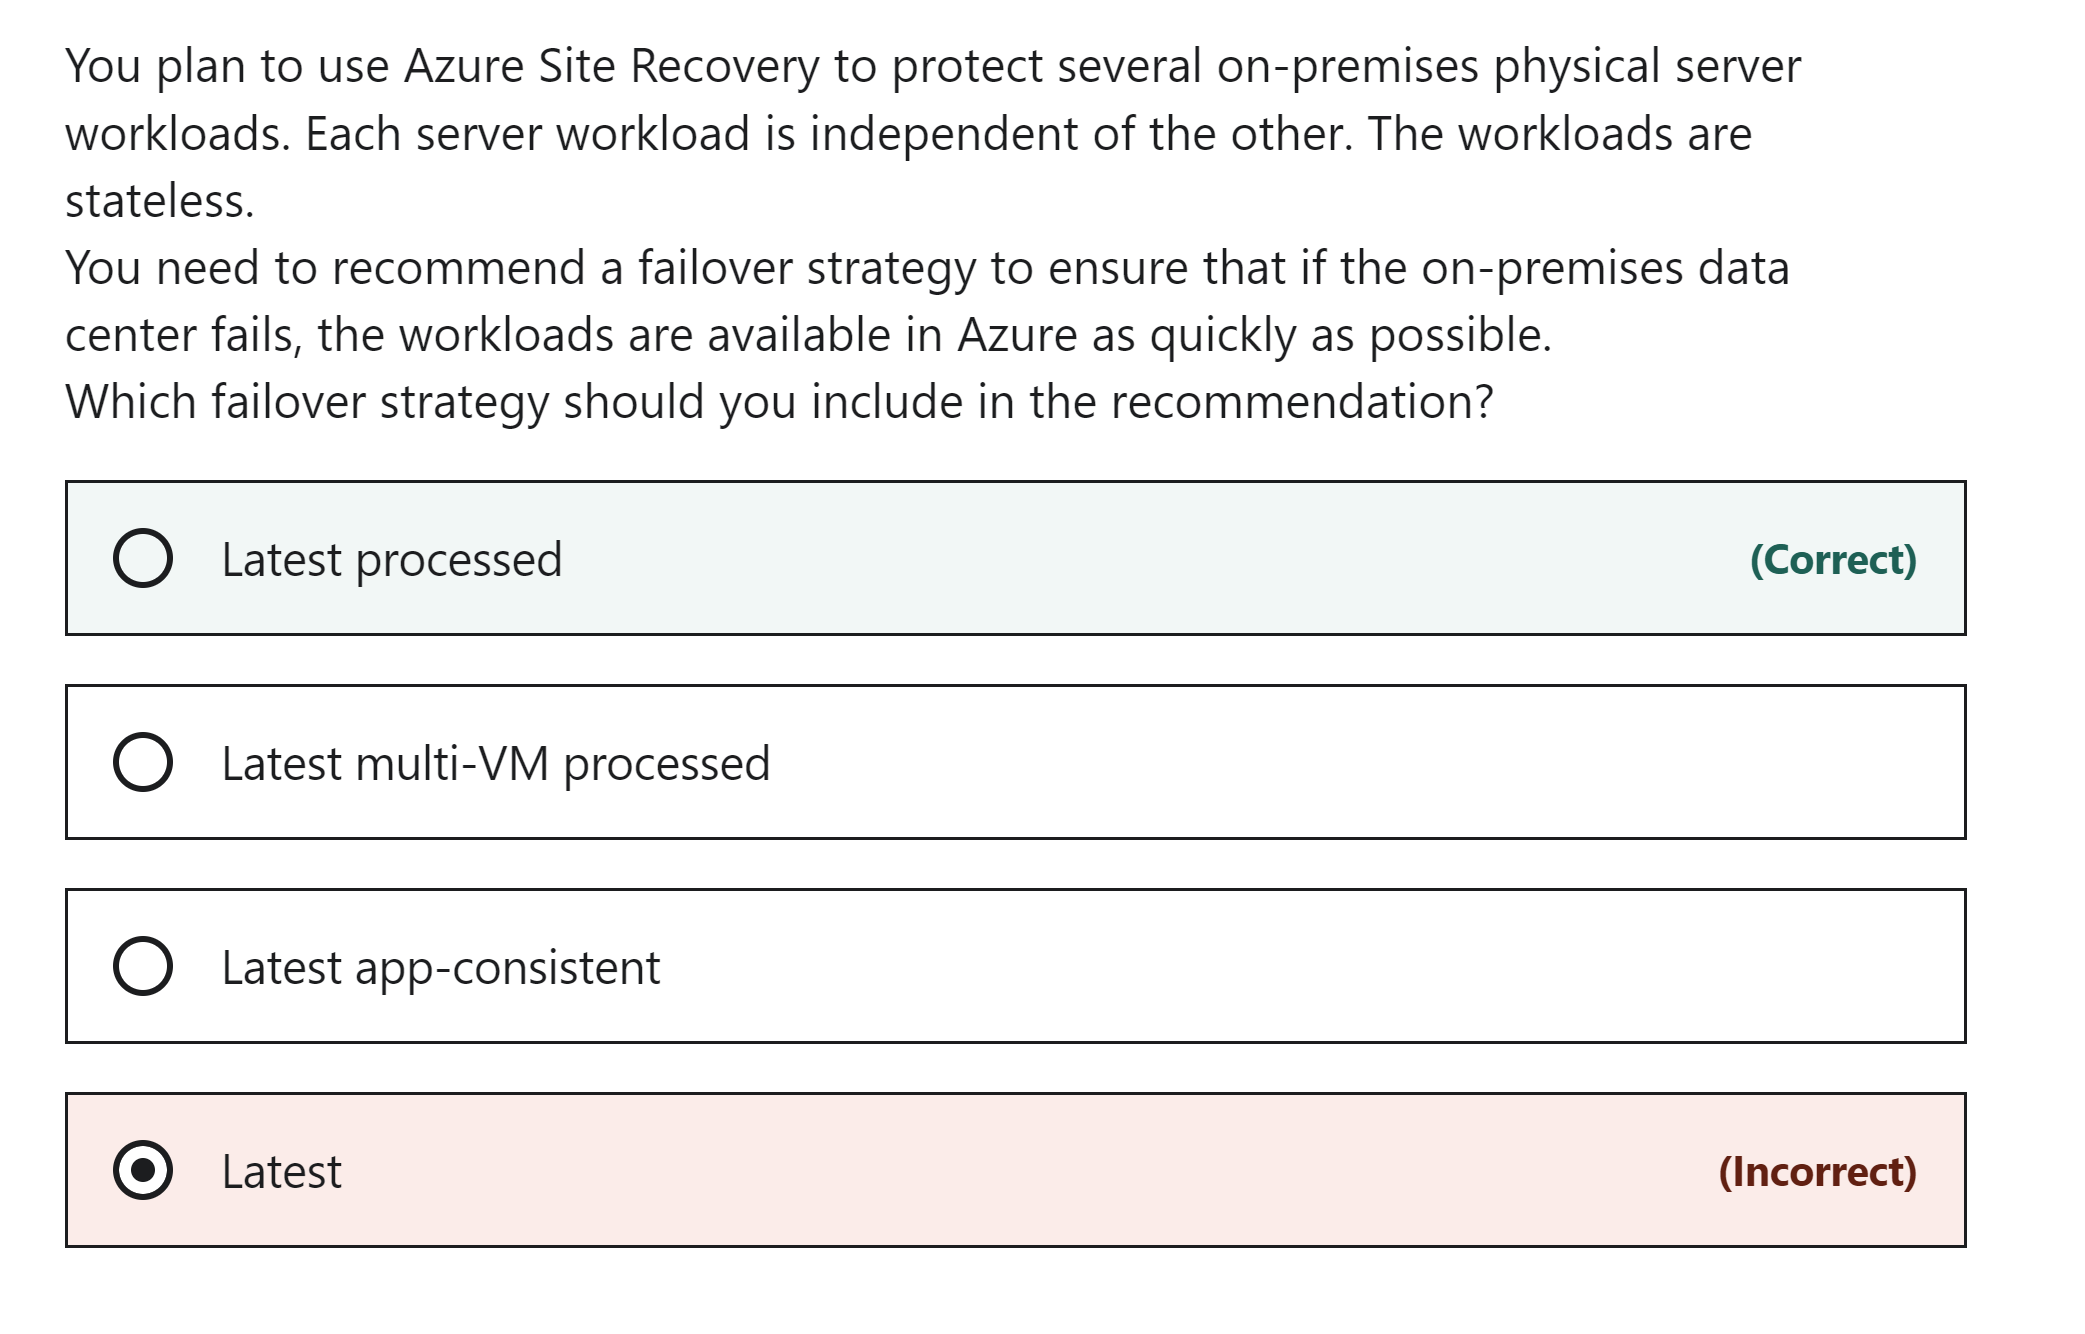 You plan to use Azure Site Recovery to protect several on-premises physical server
workloads. Each server workload is independent of the other. The workloads are
stateless.
You need to recommend a failover strategy to ensure that if the on-premises data
center fails, the workloads are available in Azure as quickly as possible.
Which failover strategy should you include in the recommendation?
Latest processed (Correct)
Latest multi-VM processed
Latest app-consistent
Latest (Incorrect)